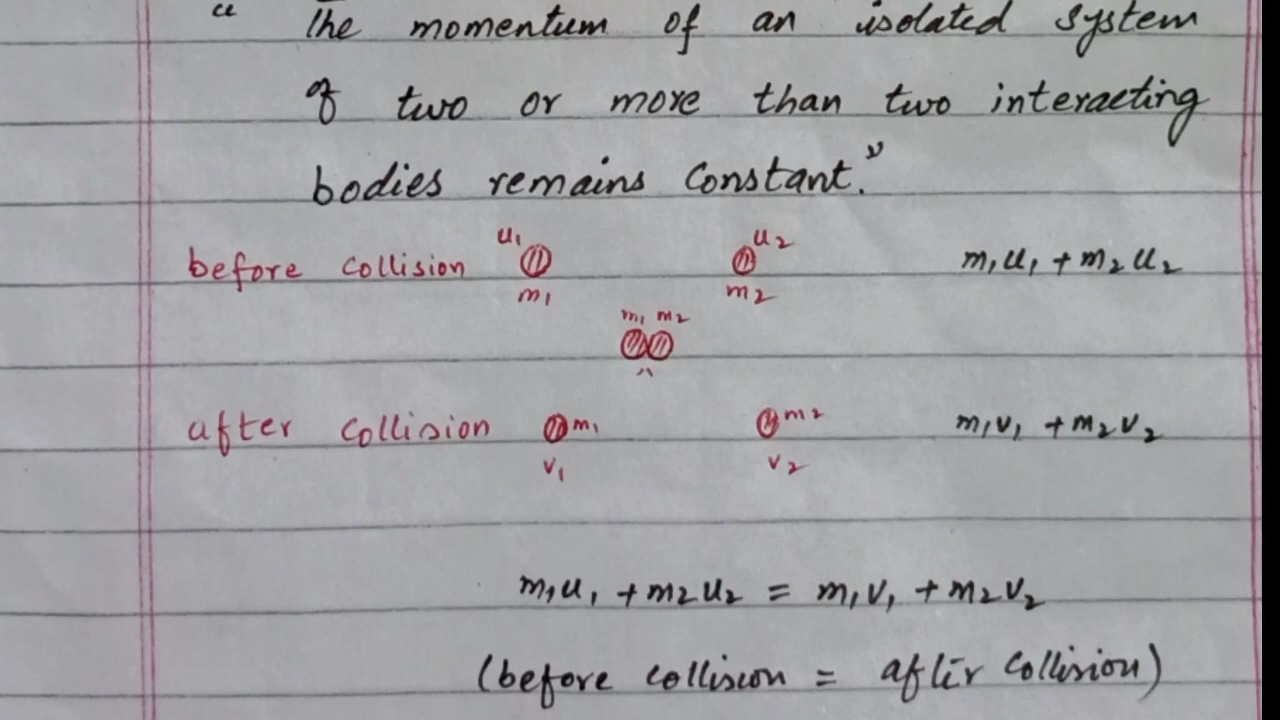 “ The momentum of an isolated system
of two or more than two interacting
bodies remains constant.”
before collision u₁ m₁ u₂ m₂ m₁u₁ + m₂u₂
m₁ m₂
after collision m₁ v₁ m₂ v₂ m₁v₁ + m₂v₂
m₁u₁ + m₂u₂ = m₁v₁ + m₂v₂
(before collision = after collision)